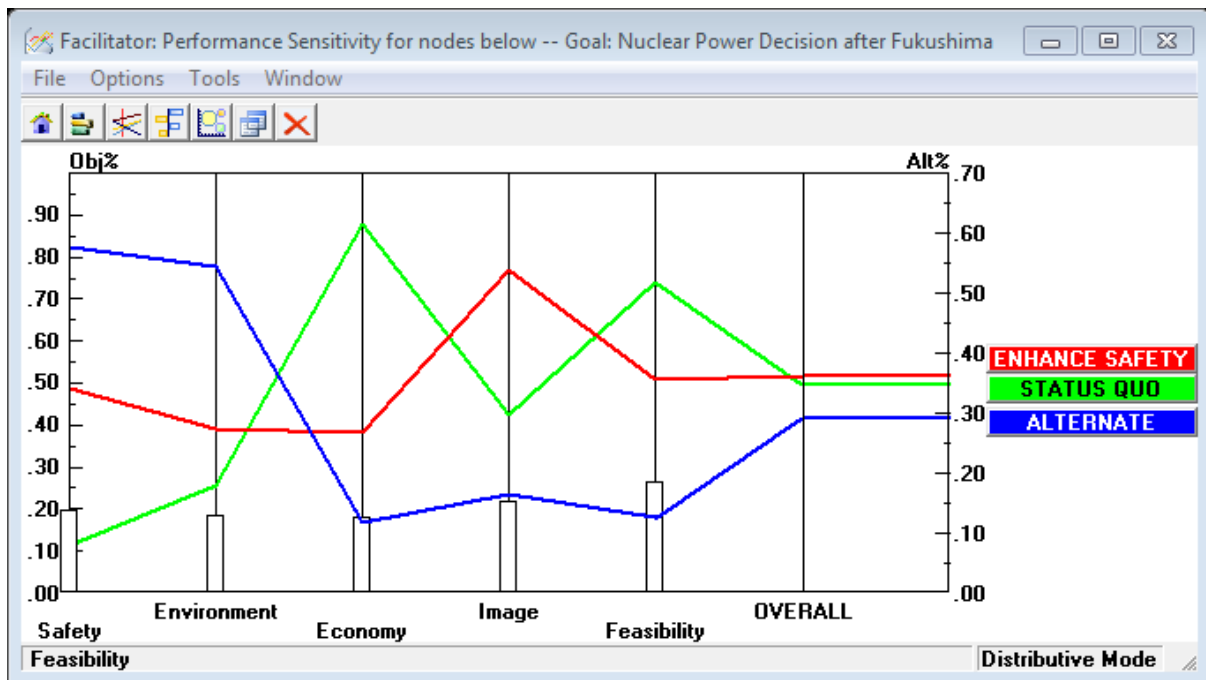 Facilitator: Performance Sensitivity for nodes below -- Goal: Nuclear Power Decision after Fukushima
File Options Tools Window
Obj% Alt%
.70
.90
.60
.80
.70
.50
.60
.40
ENHANCE SAFETY
.50
STATUS QUO
.40
.30
ALTERNATE
.30
.20
.20
.10
.10
.00 .00
Environment Image OVERALL
Safety Economy Feasibility
Feasibility Distributive Mode